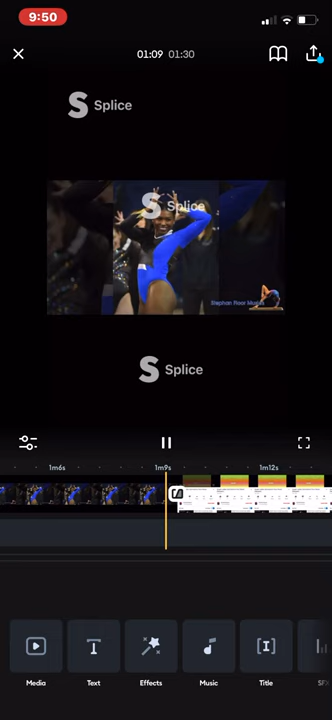 9:50
01:09 01:30
Splice
Splice
Stephan Floor Music
Splice
1m6s 1m9s 1m12s
Media Text Effects Music Title